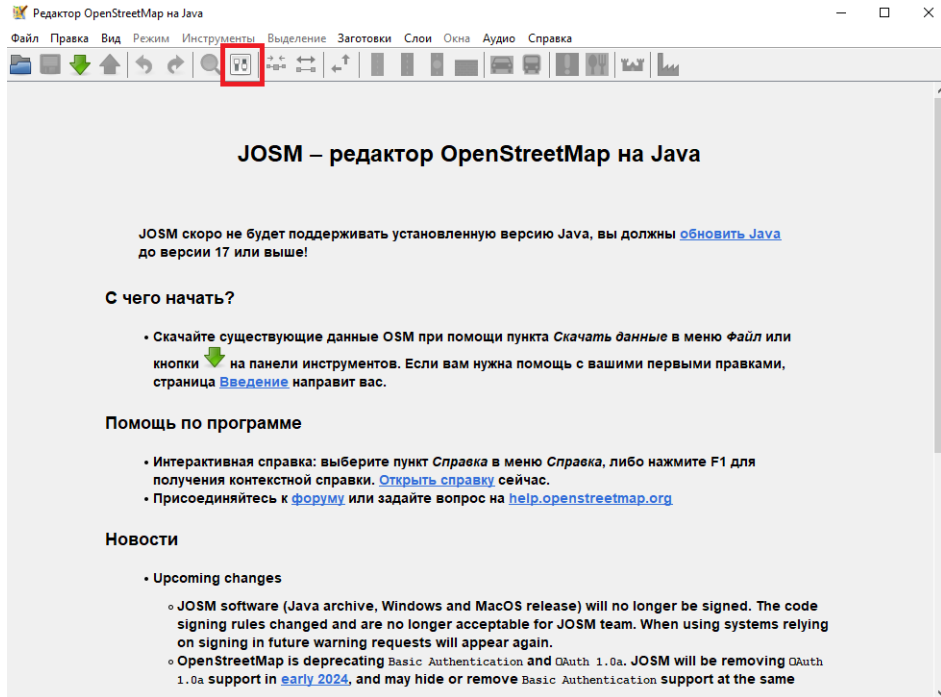 Редактор OpenStreetMap на Java
Файл Правка Вид Режим Инструменты Выделение Заготовки Слои Окна Аудио Справка
JOSM – редактор OpenStreetMap на Java
JOSM скоро не будет поддерживать установленную версию Java, вы должны обновить Java
до версии 17 или выше!
С чего начать?
• Скачайте существующие данные OSM при помощи пункта Скачать данные в меню Файл или
кнопки на панели инструментов. Если вам нужна помощь с вашими первыми правками,
страница Введение направит вас.
Помощь по программе
• Интерактивная справка: выберите пункт Справка в меню Справка, либо нажмите F1 для
получения контекстной справки. Открыть справку сейчас.
• Присоединяйтесь к форуму или задайте вопрос на help.openstreetmap.org
Новости
• Upcoming changes
◦ JOSM software (Java archive, Windows and MacOS release) will no longer be signed. The code
signing rules changed and are no longer acceptable for JOSM team. When using systems relying
on signing in future warning requests will appear again.
◦ OpenStreetMap is deprecating Basic Authentication and OAuth 1.0a. JOSM will be removing OAuth
1.0a support in early 2024, and may hide or remove Basic Authentication support at the same